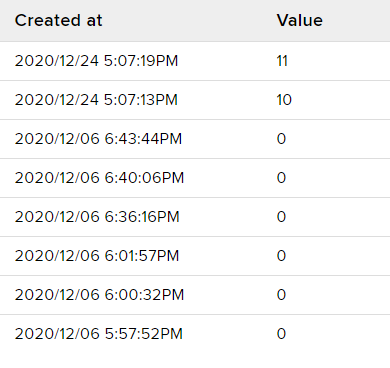 Created at Value
2020/12/24 5:07:19PM 11
2020/12/24 5:07:13PM 10
2020/12/06 6:43:44PM 0
2020/12/06 6:40:06PM 0
2020/12/06 6:36:16PM 0
2020/12/06 6:01:57PM 0
2020/12/06 6:00:32PM 0
2020/12/06 5:57:52PM 0